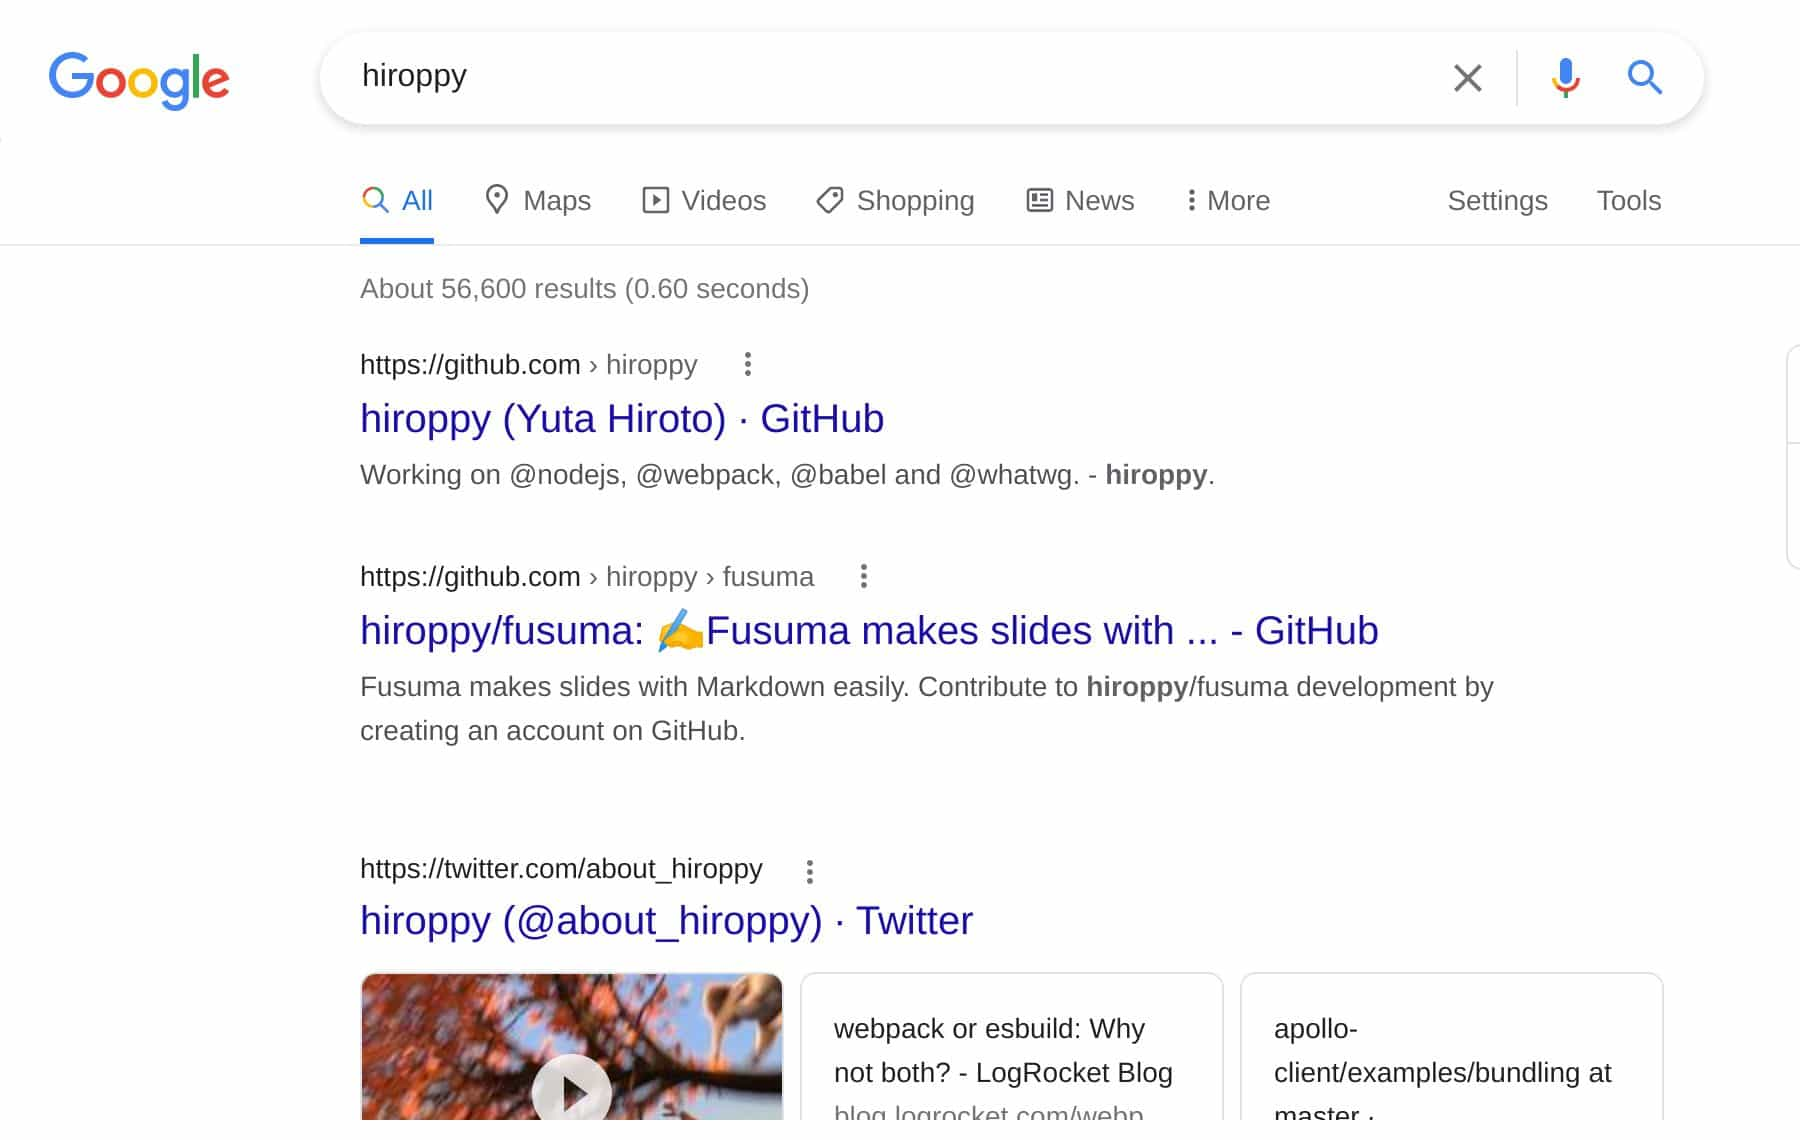 Google
hiroppy
All Maps Videos Shopping News More Settings Tools
About 56,600 results (0.60 seconds)
https://github.com › hiroppy
hiroppy (Yuta Hiroto) · GitHub
Working on @nodejs, @webpack, @babel and @whatwg. - hiroppy.
https://github.com › hiroppy › fusuma
hiroppy/fusuma: ✍️Fusuma makes slides with ... - GitHub
Fusuma makes slides with Markdown easily. Contribute to hiroppy/fusuma development by
creating an account on GitHub.
https://twitter.com/about_hiroppy
hiroppy (@about_hiroppy) · Twitter
webpack or esbuild: Why
not both? - LogRocket Blog
blog.logrocket.com/webp
apollo-
client/examples/bundling at
master ·